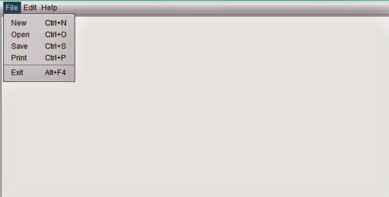 File Edit Help
New Ctrl+N
Open Ctrl+O
Save Ctrl+S
Print Ctrl+P
Exit Alt+F4